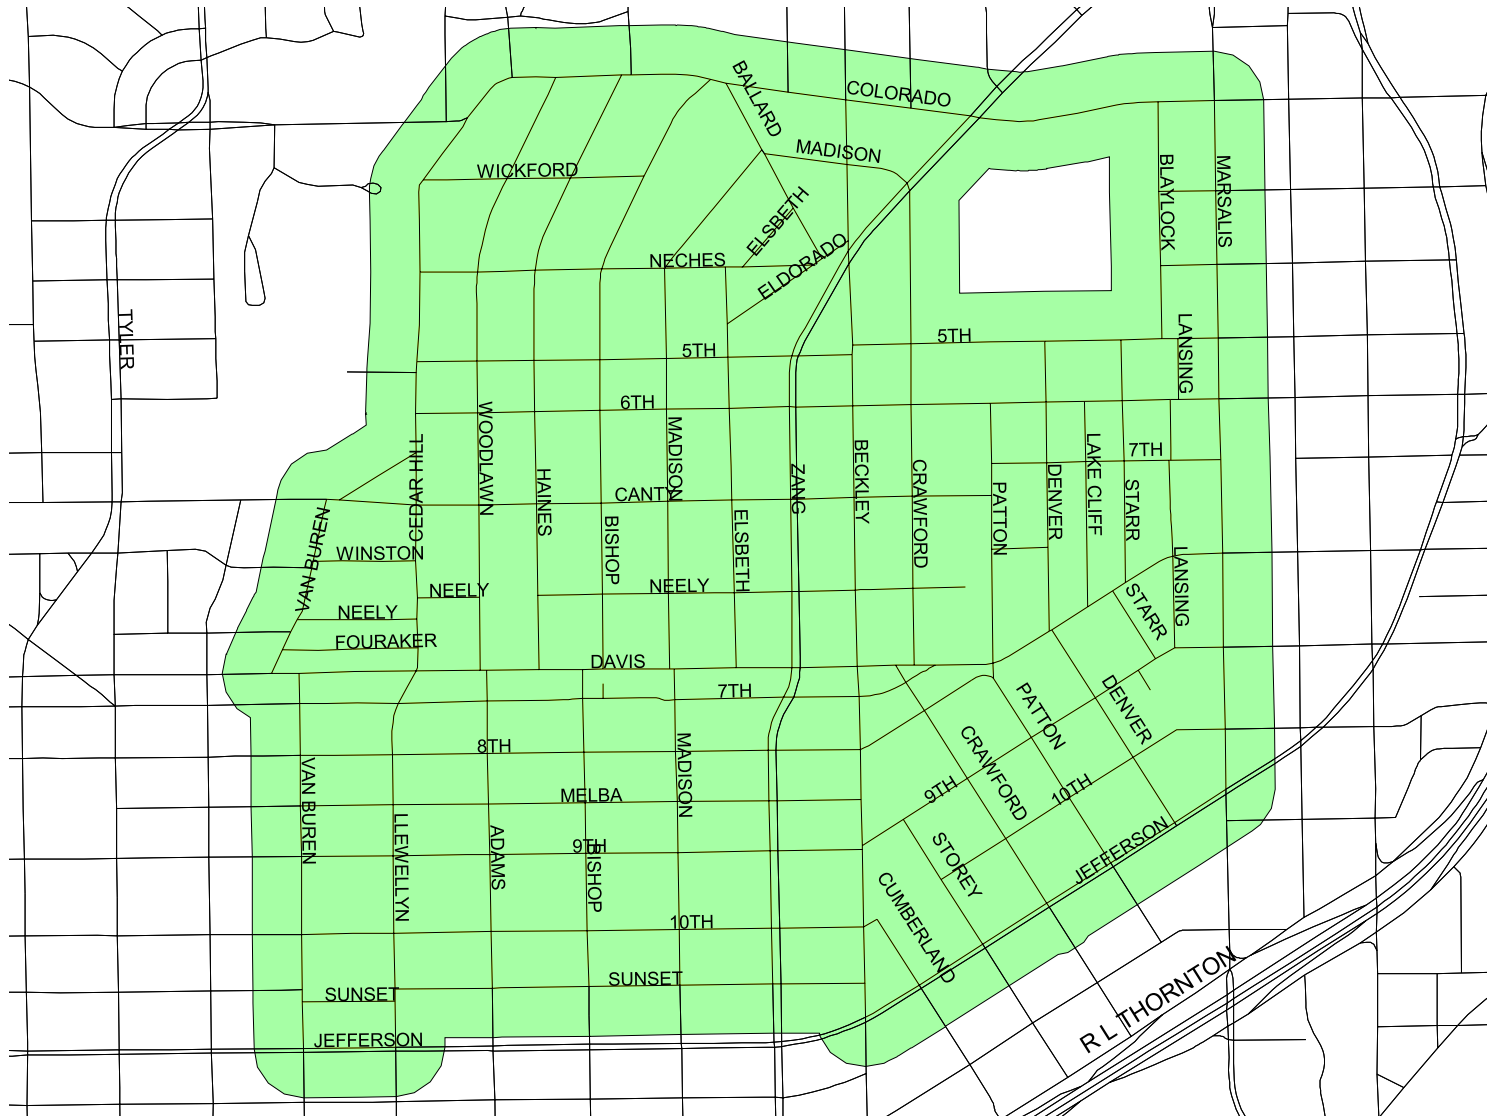 BALLARD
COLORADO
MADISON
WICKFORD
BLAYLOCK
MARSALIS
ELSBETH
NECHES
ELDORADO
TYLER
5TH
5TH
LANSING
6TH
WOODLAWN
MADISON
CEDAR HILL
HAINES
ZANG
BECKLEY
CRAWFORD
LAKE CLIFF
7TH
CANTY
PATTON
DENVER
STARR
VAN BUREN
BISHOP
ELSBETH
WINSTON
LANSING
NEELY
NEELY
STARR
NEELY
FOURAKER
DAVIS
7TH
PATTON
DENVER
8TH
MADISON
CRAWFORD
VAN BUREN
MELBA
9TH
10TH
LLEWELLYN
ADAMS
9TH
BISHOP
STOREY
JEFFERSON
CUMBERLAND
10TH
SUNSET
SUNSET
JEFFERSON
R L THORNTON